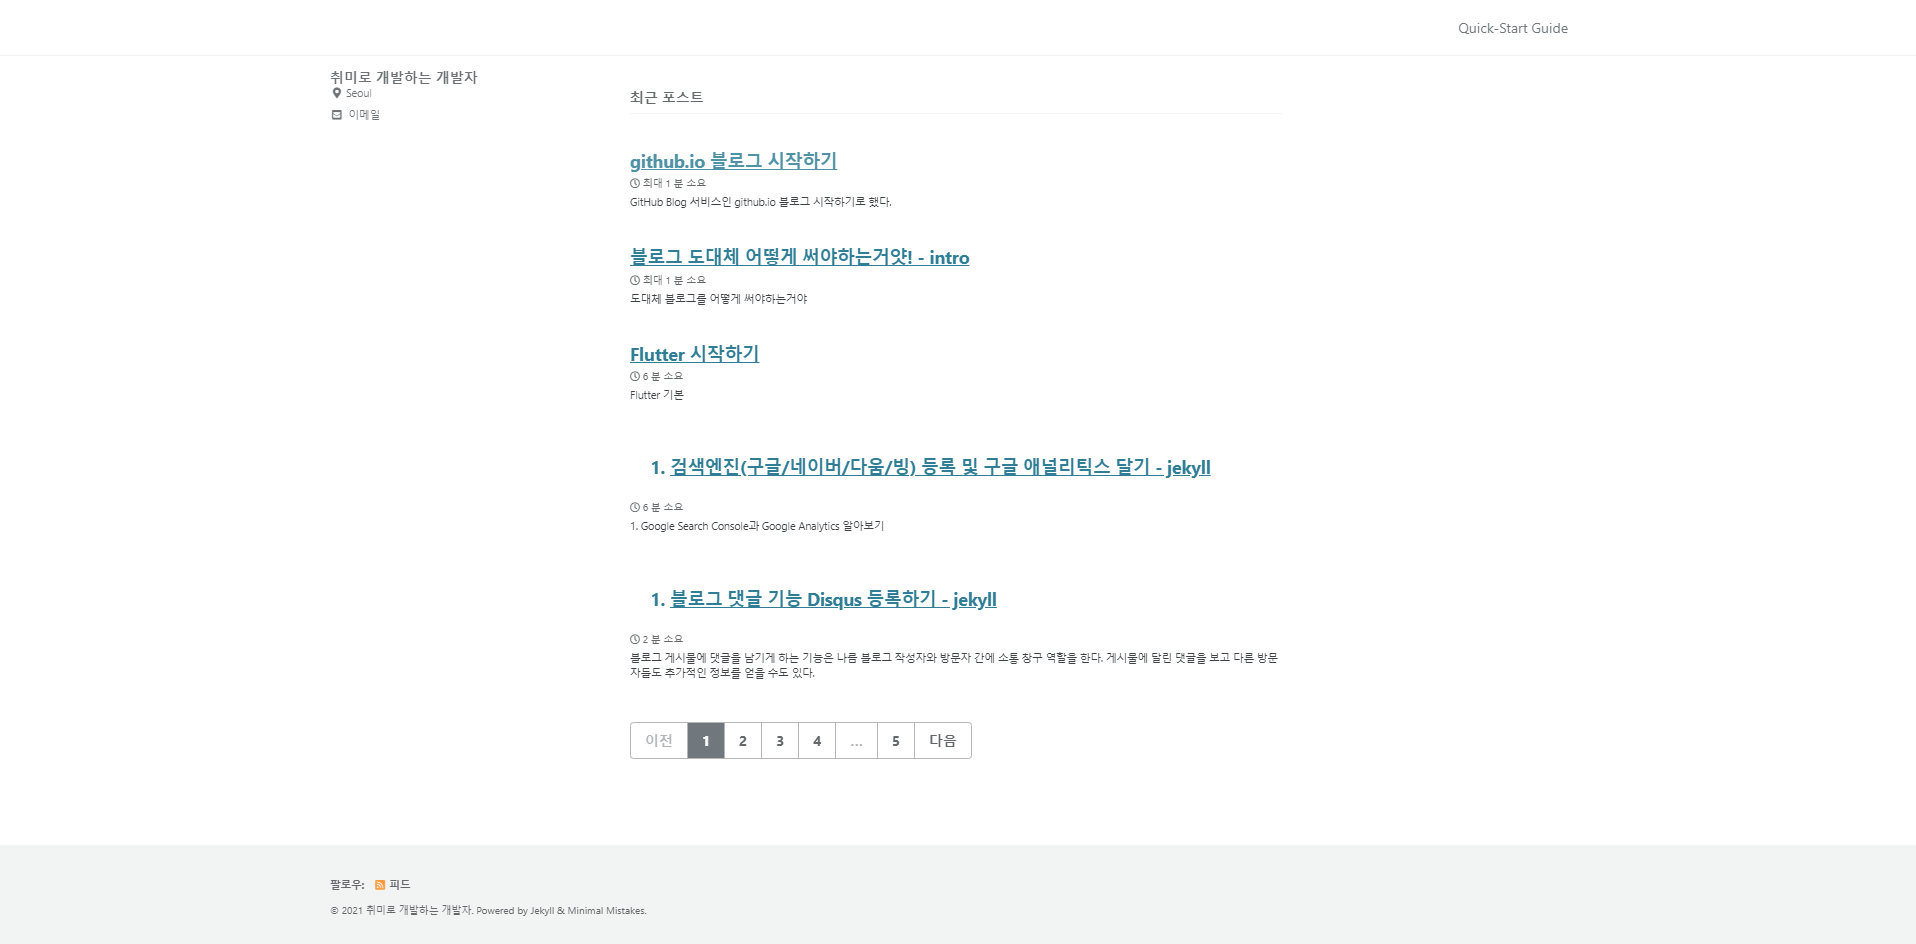 Quick-Start Guide
취미로 개발하는 개발자
Seoul
이메일
최근 포스트
github.io 블로그 시작하기
최대 1 분 소요
GitHub Blog 서비스인 github.io 블로그 시작하기로 했다.
블로그 도대체 어떻게 써야하는거얏! - intro
최대 1 분 소요
도대체 블로그를 어떻게 써야하는거야
Flutter 시작하기
6 분 소요
Flutter 기본
1. 검색엔진(구글/네이버/다움/빙) 등록 및 구글 애널리틱스 달기 - jekyll
6 분 소요
1. Google Search Console과 Google Analytics 알아보기
1. 블로그 댓글 기능 Disqus 등록하기 - jekyll
2 분 소요
블로그 게시물에 댓글을 남기게 하는 기능은 나름 블로그 작성자와 방문자 간에 소통 창구 역할을 한다. 게시물에 달린 댓글을 보고 다른 방문
자들도 추가적인 정보를 얻을 수도 있다.
이전 1 2 3 4 … 5 다음
팔로우: 피드
© 2021 취미로 개발하는 개발자. Powered by Jekyll & Minimal Mistakes.